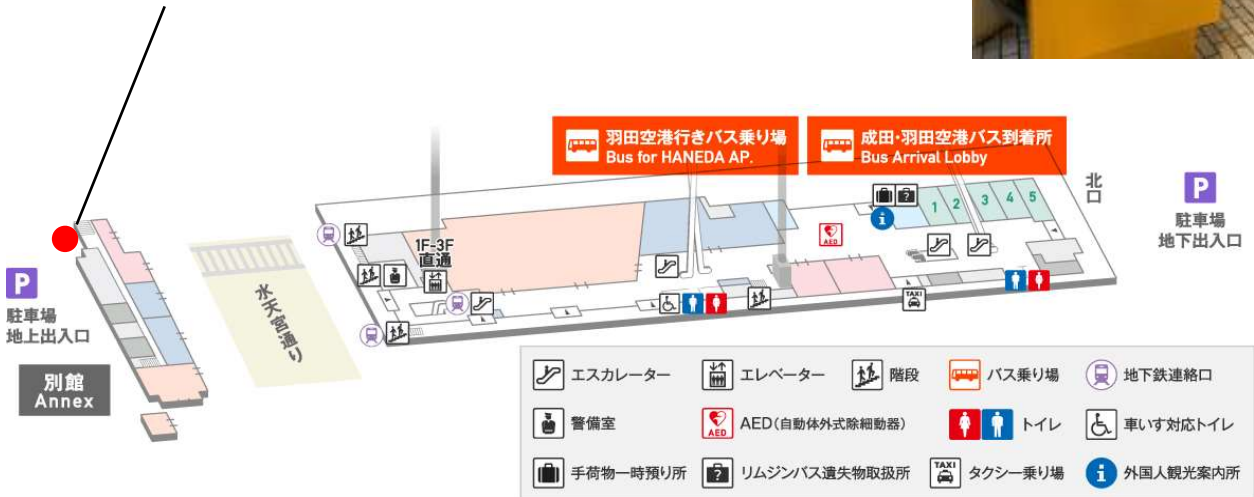 羽田空港行きバス乗り場
Bus for HANEDA AP.
成田・羽田空港バス到着所
Bus Arrival Lobby
北口
P
駐車場
地下出入口
1
2
3
4
5
i
AED
1F-3F
直通
TAXI
P
駐車場
地上出入口
水天宮通り
別館
Annex
エスカレーター
エレベーター
階段
バス乗り場
地下鉄連絡口
警備室
AED
AED(自動体外式除細動器)
トイレ
車いす対応トイレ
手荷物一時預り所
?
リムジンバス遺失物取扱所
TAXI
タクシー乗り場
i
外国人観光案内所